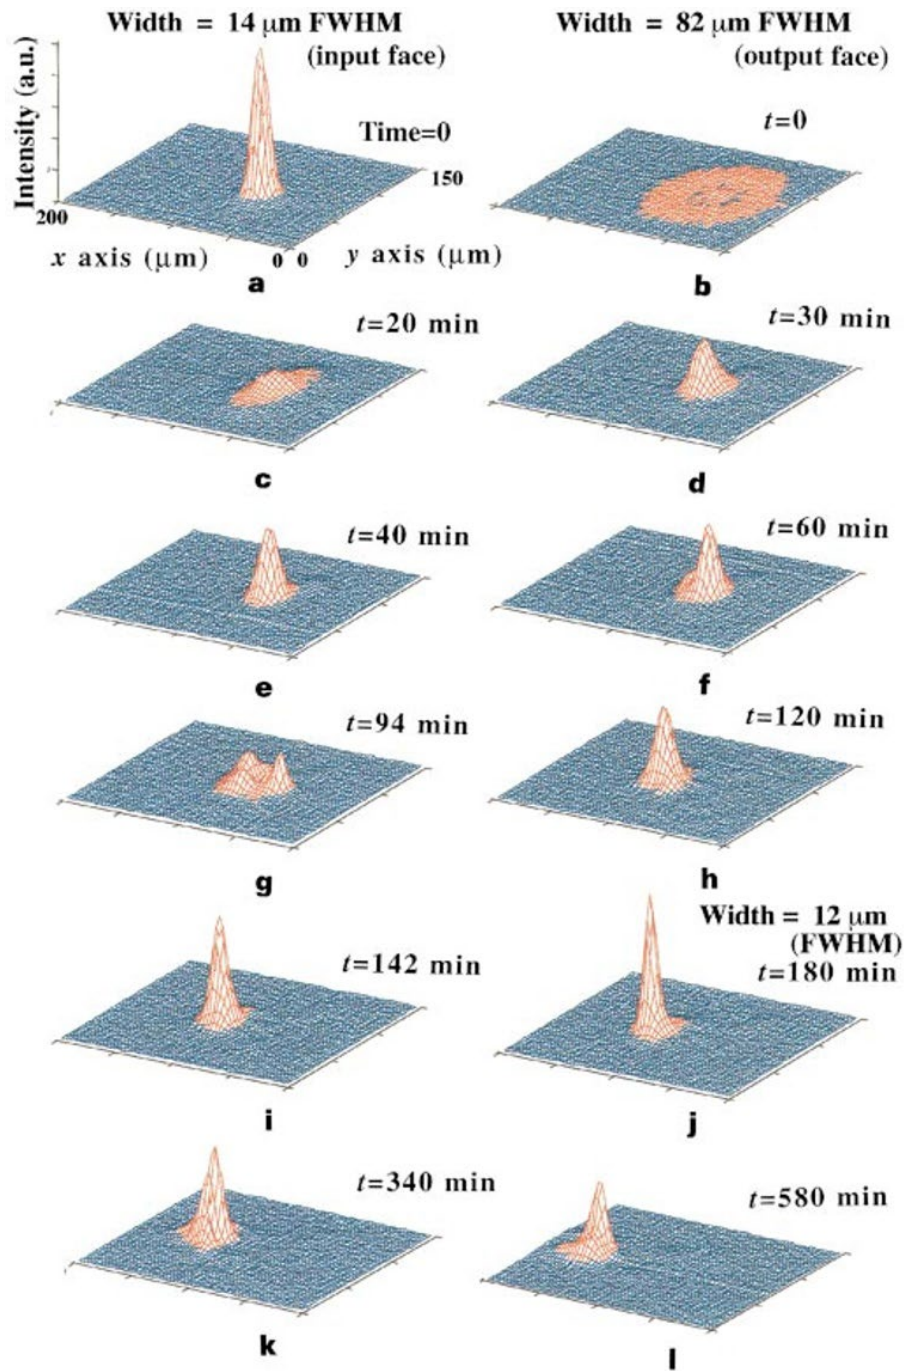 Width = 14 μm FWHM
(input face)
Intensity (a.u.)
Time=0
150
200
x axis (μm)
0 0
y axis (μm)
a
Width = 82 μm FWHM
(output face)
t=0
b
t=20 min
c
t=30 min
d
t=40 min
e
t=60 min
f
t=94 min
g
t=120 min
h
t=142 min
i
Width = 12 μm
(FWHM)
t=180 min
j
t=340 min
k
t=580 min
l